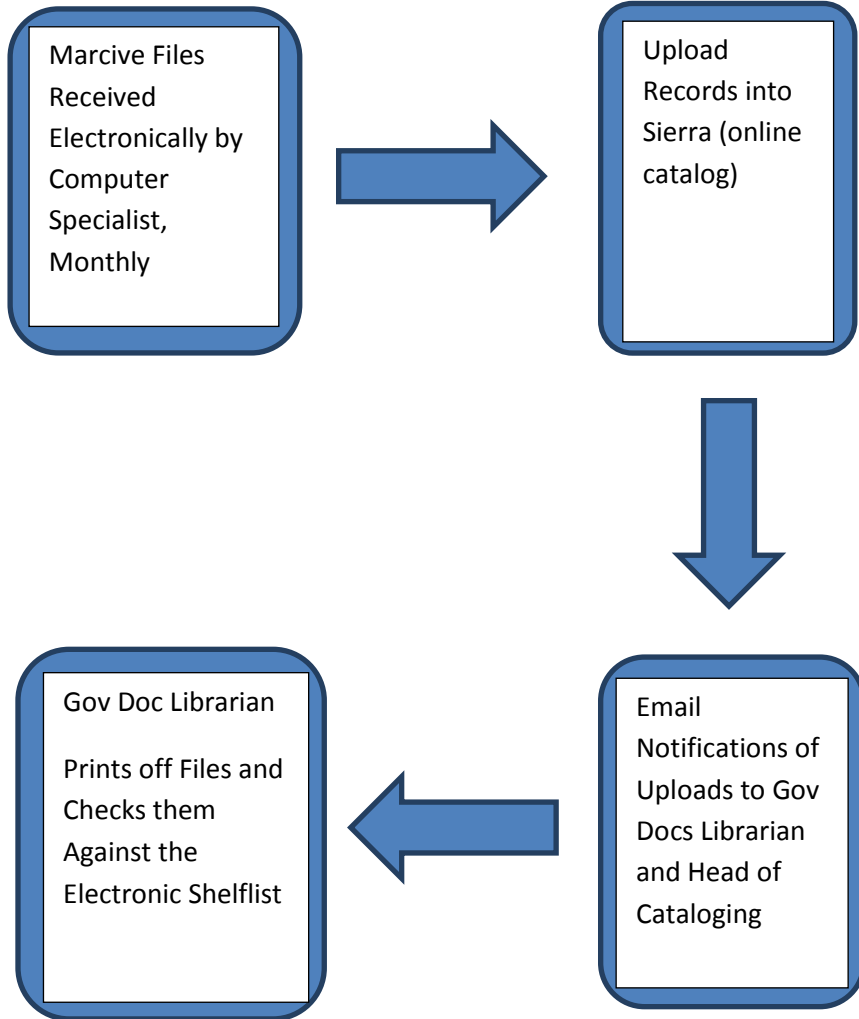 Marcive Files
Received
Electronically by
Computer
Specialist,
Monthly
Upload
Records into
Sierra (online
catalog)
Email
Notifications of
Uploads to Gov
Docs Librarian
and Head of
Cataloging
Gov Doc Librarian
Prints off Files and
Checks them
Against the
Electronic Shelflist